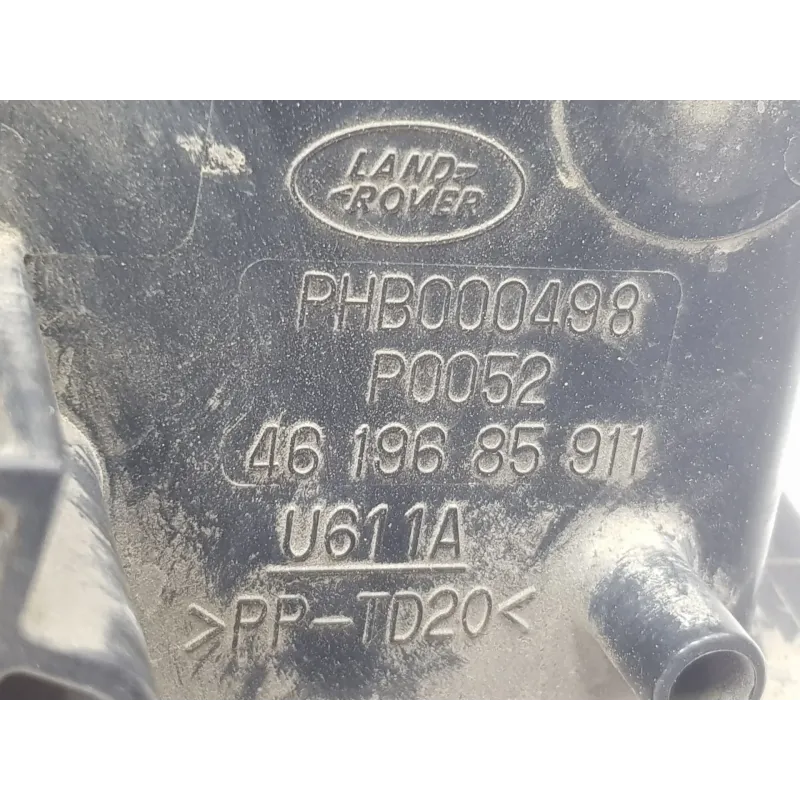 LAND
ROVER
PHB000498
P0052
46 196 85 911
U611A
>PP-TD20<